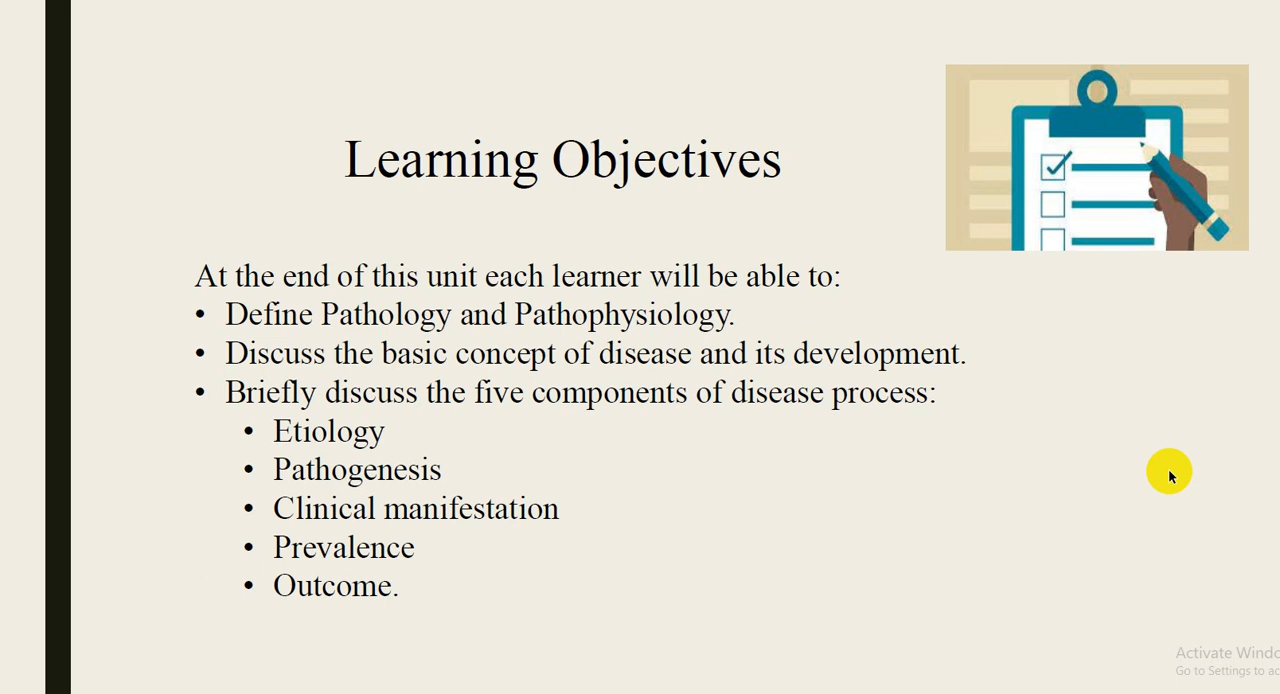 Learning Objectives
At the end of this unit each learner will be able to:
• Define Pathology and Pathophysiology.
• Discuss the basic concept of disease and its development.
• Briefly discuss the five components of disease process:
• Etiology
• Pathogenesis
• Clinical manifestation
• Prevalence
• Outcome.
Activate
Go to Settings to